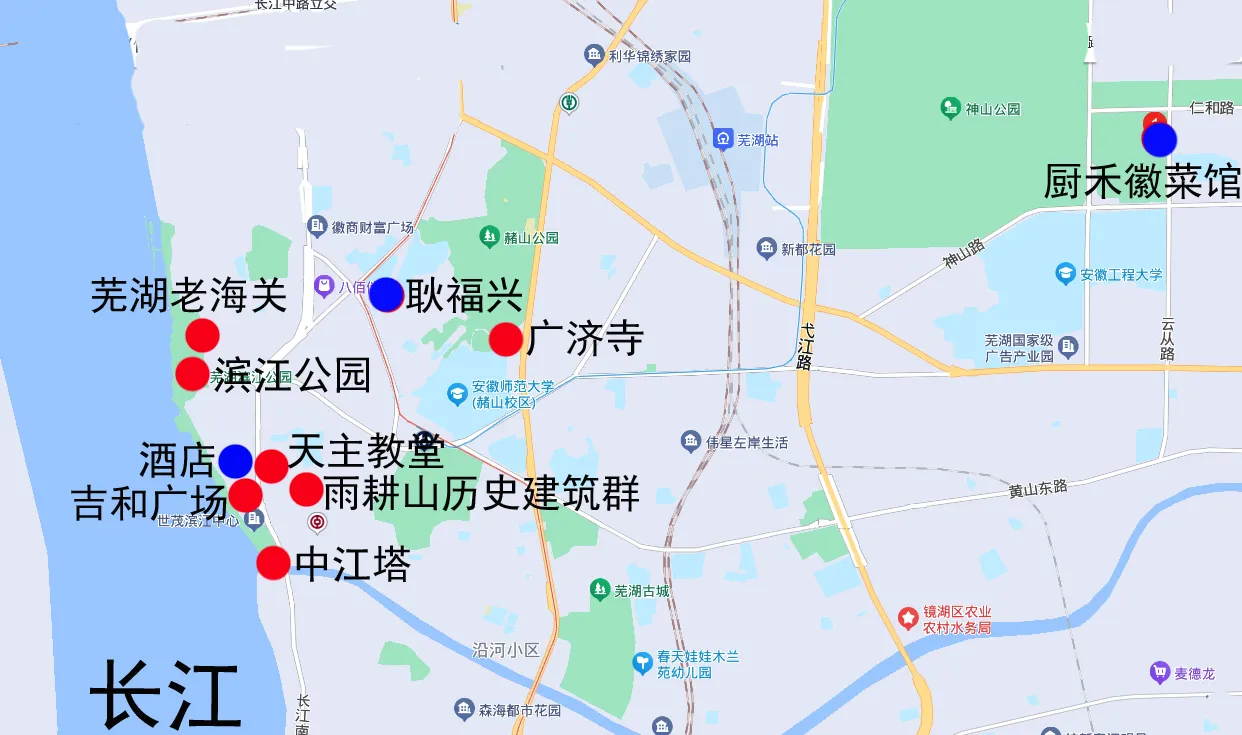 长江中路立交
利华锦绣家园
神山公园
仁和路
芜湖站
厨禾徽菜馆
徽商财富广场
赭山公园
新都花园
神山路
安徽工程大学
芜湖老海关
八佰
耿福兴
广济寺
弋江路
云从路
芜湖国家级
广告产业园
滨江公园
安徽师范大学
(赭山校区)
酒店
天主教堂
伟星左岸生活
吉和广场
雨耕山历史建筑群
黄山东路
世茂滨江中心
中江塔
芜湖古城
镜湖区农业
农村水务局
沿河小区
春天娃娃木兰
苑幼儿园
麦德龙
长江
长江南
森海都市花园